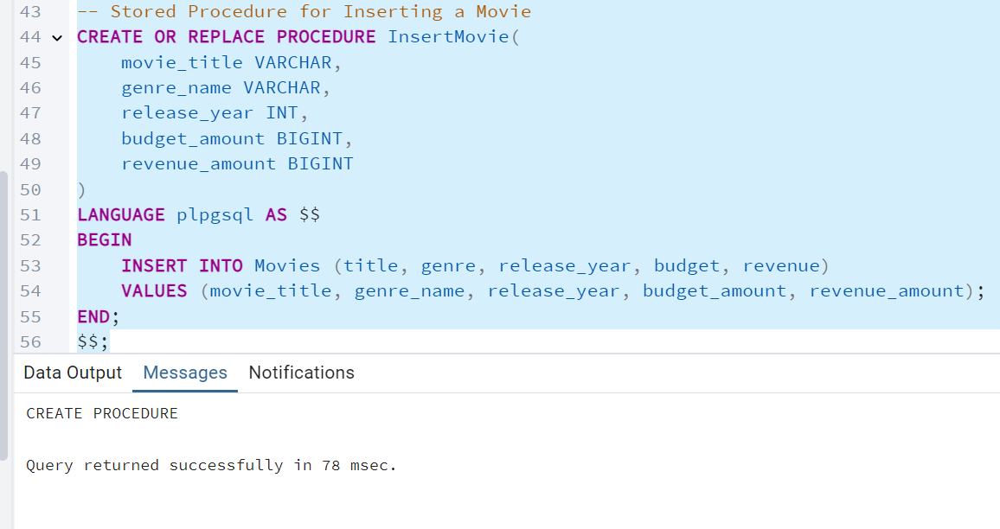 43 -- Stored Procedure for Inserting a Movie
44 CREATE OR REPLACE PROCEDURE InsertMovie(
45     movie_title VARCHAR,
46     genre_name VARCHAR,
47     release_year INT,
48     budget_amount BIGINT,
49     revenue_amount BIGINT
50 )
51 LANGUAGE plpgsql AS $$
52 BEGIN
53     INSERT INTO Movies (title, genre, release_year, budget, revenue)
54     VALUES (movie_title, genre_name, release_year, budget_amount, revenue_amount);
55 END;
56 $$;
Data Output Messages Notifications
CREATE PROCEDURE
Query returned successfully in 78 msec.